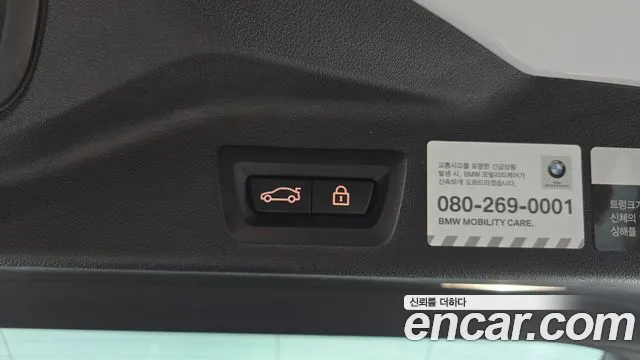 교통사고를 포함한 긴급상황
발생 시, BMW 모빌리티케어가
신속하게 도와드리겠습니다.
080-269-0001
BMW MOBILITY CARE.
트렁크가
신체의
상해를
신뢰를 더하다
encar.com